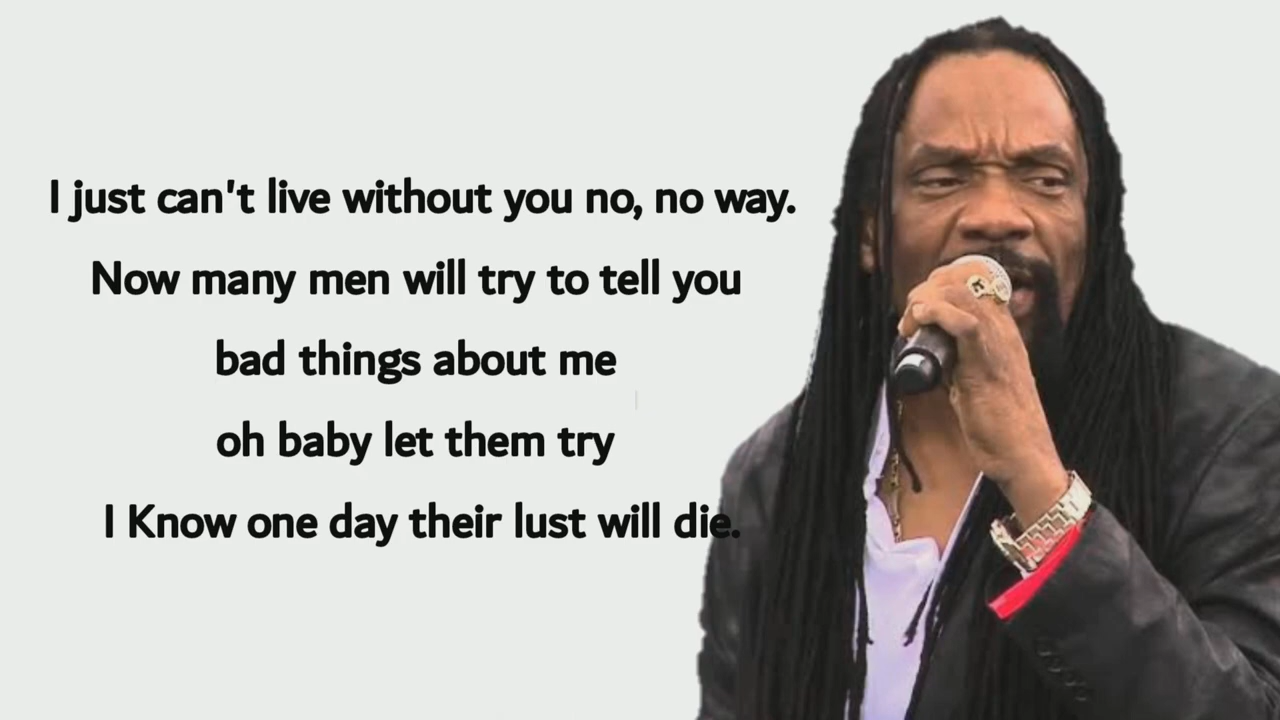 I just can't live without you no, no way.
Now many men will try to tell you
bad things about me
oh baby let them try
I Know one day their lust will die.